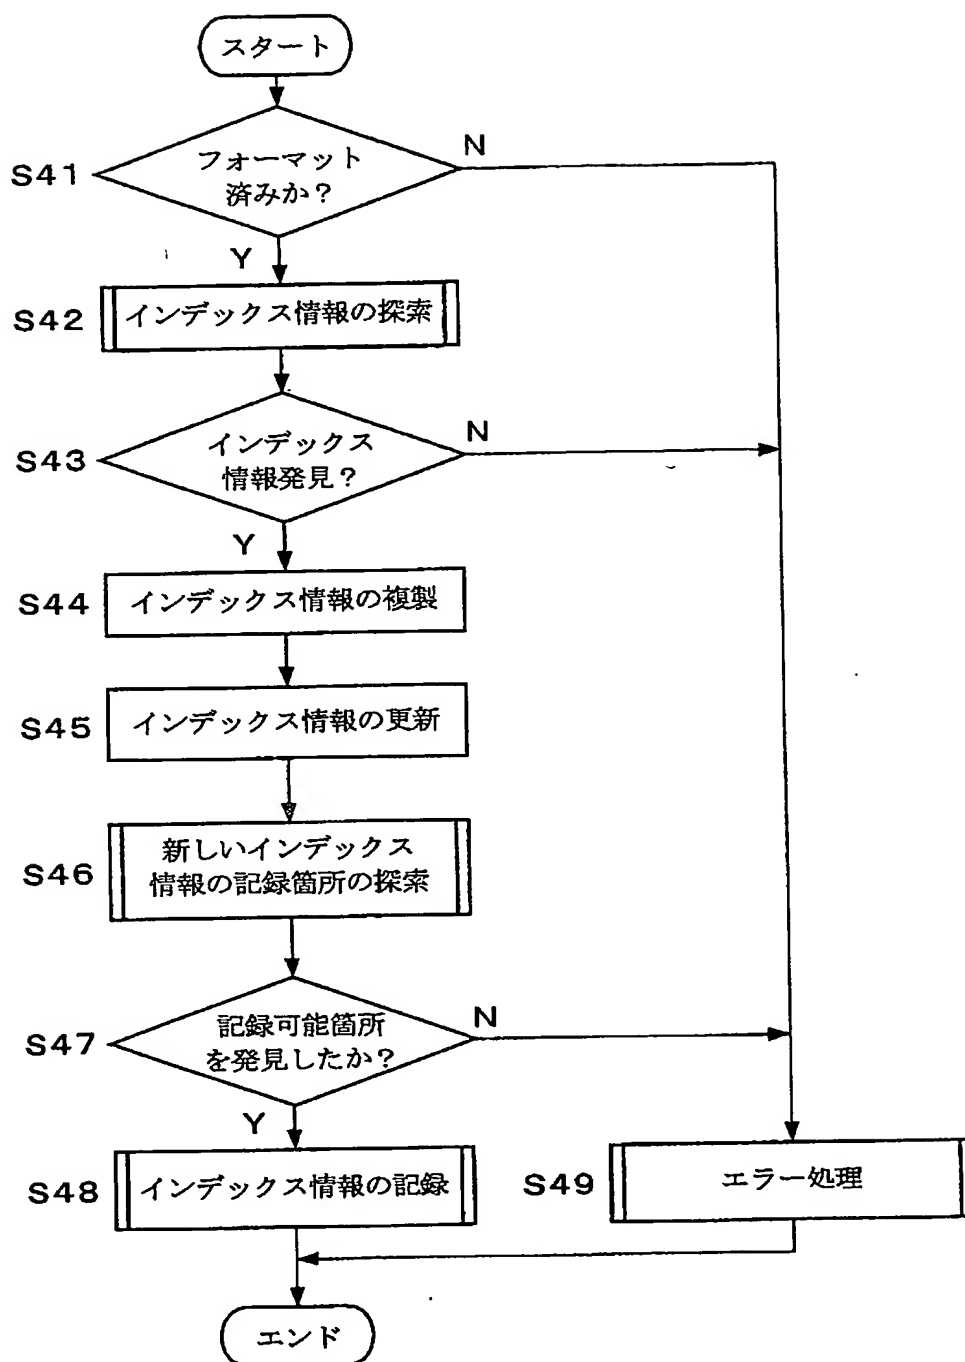 スタート
N
S41
フォーマット
済みか?
Y
S42
インデックス情報の探索
N
S43
インデックス
情報発見?
Y
S44
インデックス情報の複製
S45
インデックス情報の更新
S46
新しいインデックス
情報の記録箇所の探索
N
S47
記録可能箇所
を発見したか?
Y
S48
インデックス情報の記録
S49
エラー処理
エンド